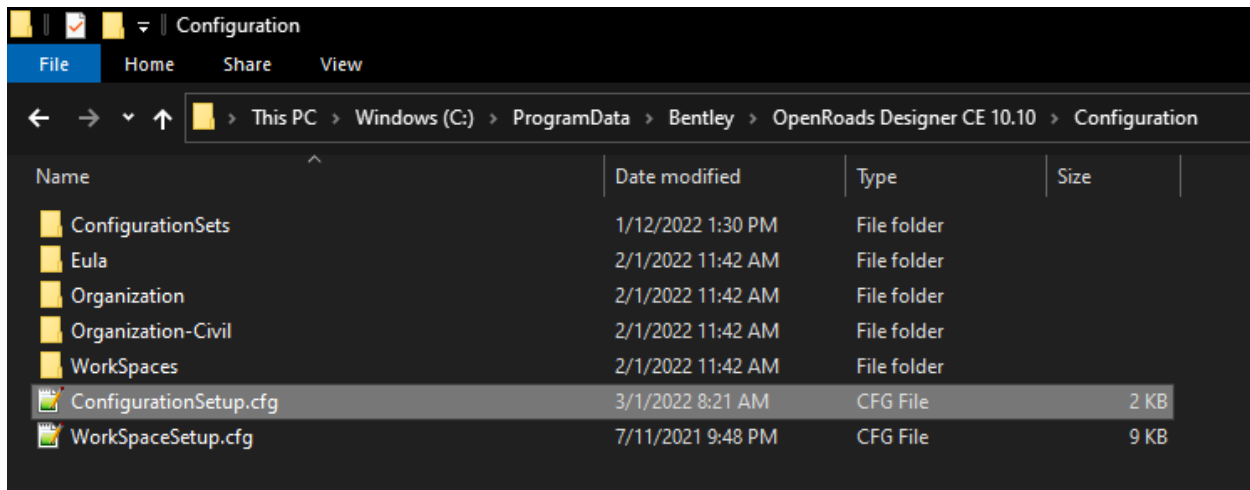 Configuration
File Home Share View
This PC > Windows (C:) > ProgramData > Bentley > OpenRoads Designer CE 10.10 > Configuration
Name Date modified Type Size
ConfigurationSets 1/12/2022 1:30 PM File folder
Eula 2/1/2022 11:42 AM File folder
Organization 2/1/2022 11:42 AM File folder
Organization-Civil 2/1/2022 11:42 AM File folder
WorkSpaces 2/1/2022 11:42 AM File folder
ConfigurationSetup.cfg 3/1/2022 8:21 AM CFG File 2 KB
WorkSpaceSetup.cfg 7/11/2021 9:48 PM CFG File 9 KB